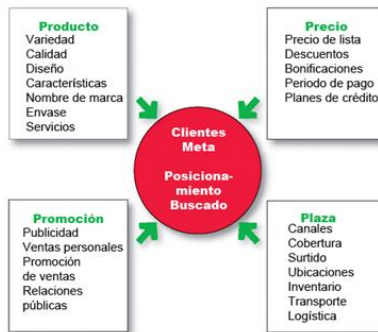 Producto
Variedad
Calidad
Diseño
Características
Nombre de marca
Envase
Servicios
Precio
Precio de lista
Descuentos
Bonificaciones
Periodo de pago
Planes de crédito
Clientes
Meta
Posiciona-
miento
Buscado
Promoción
Publicidad
Ventas personales
Promoción
de ventas
Relaciones
públicas
Plaza
Canales
Cobertura
Surtido
Ubicaciones
Inventario
Transporte
Logística